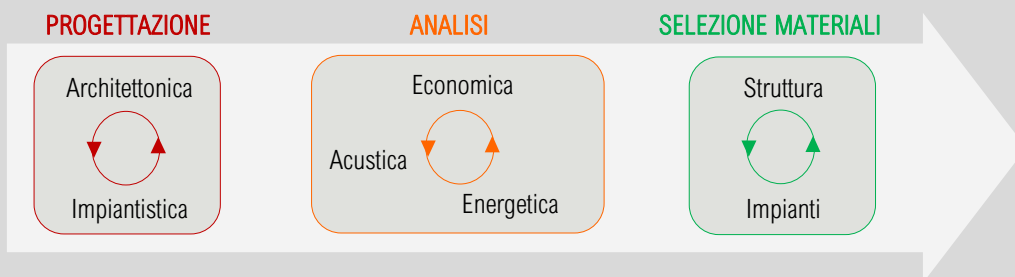 PROGETTAZIONE
Architettonica
Impiantistica
ANALISI
Economica
Acustica
Energetica
SELEZIONE MATERIALI
Struttura
Impianti